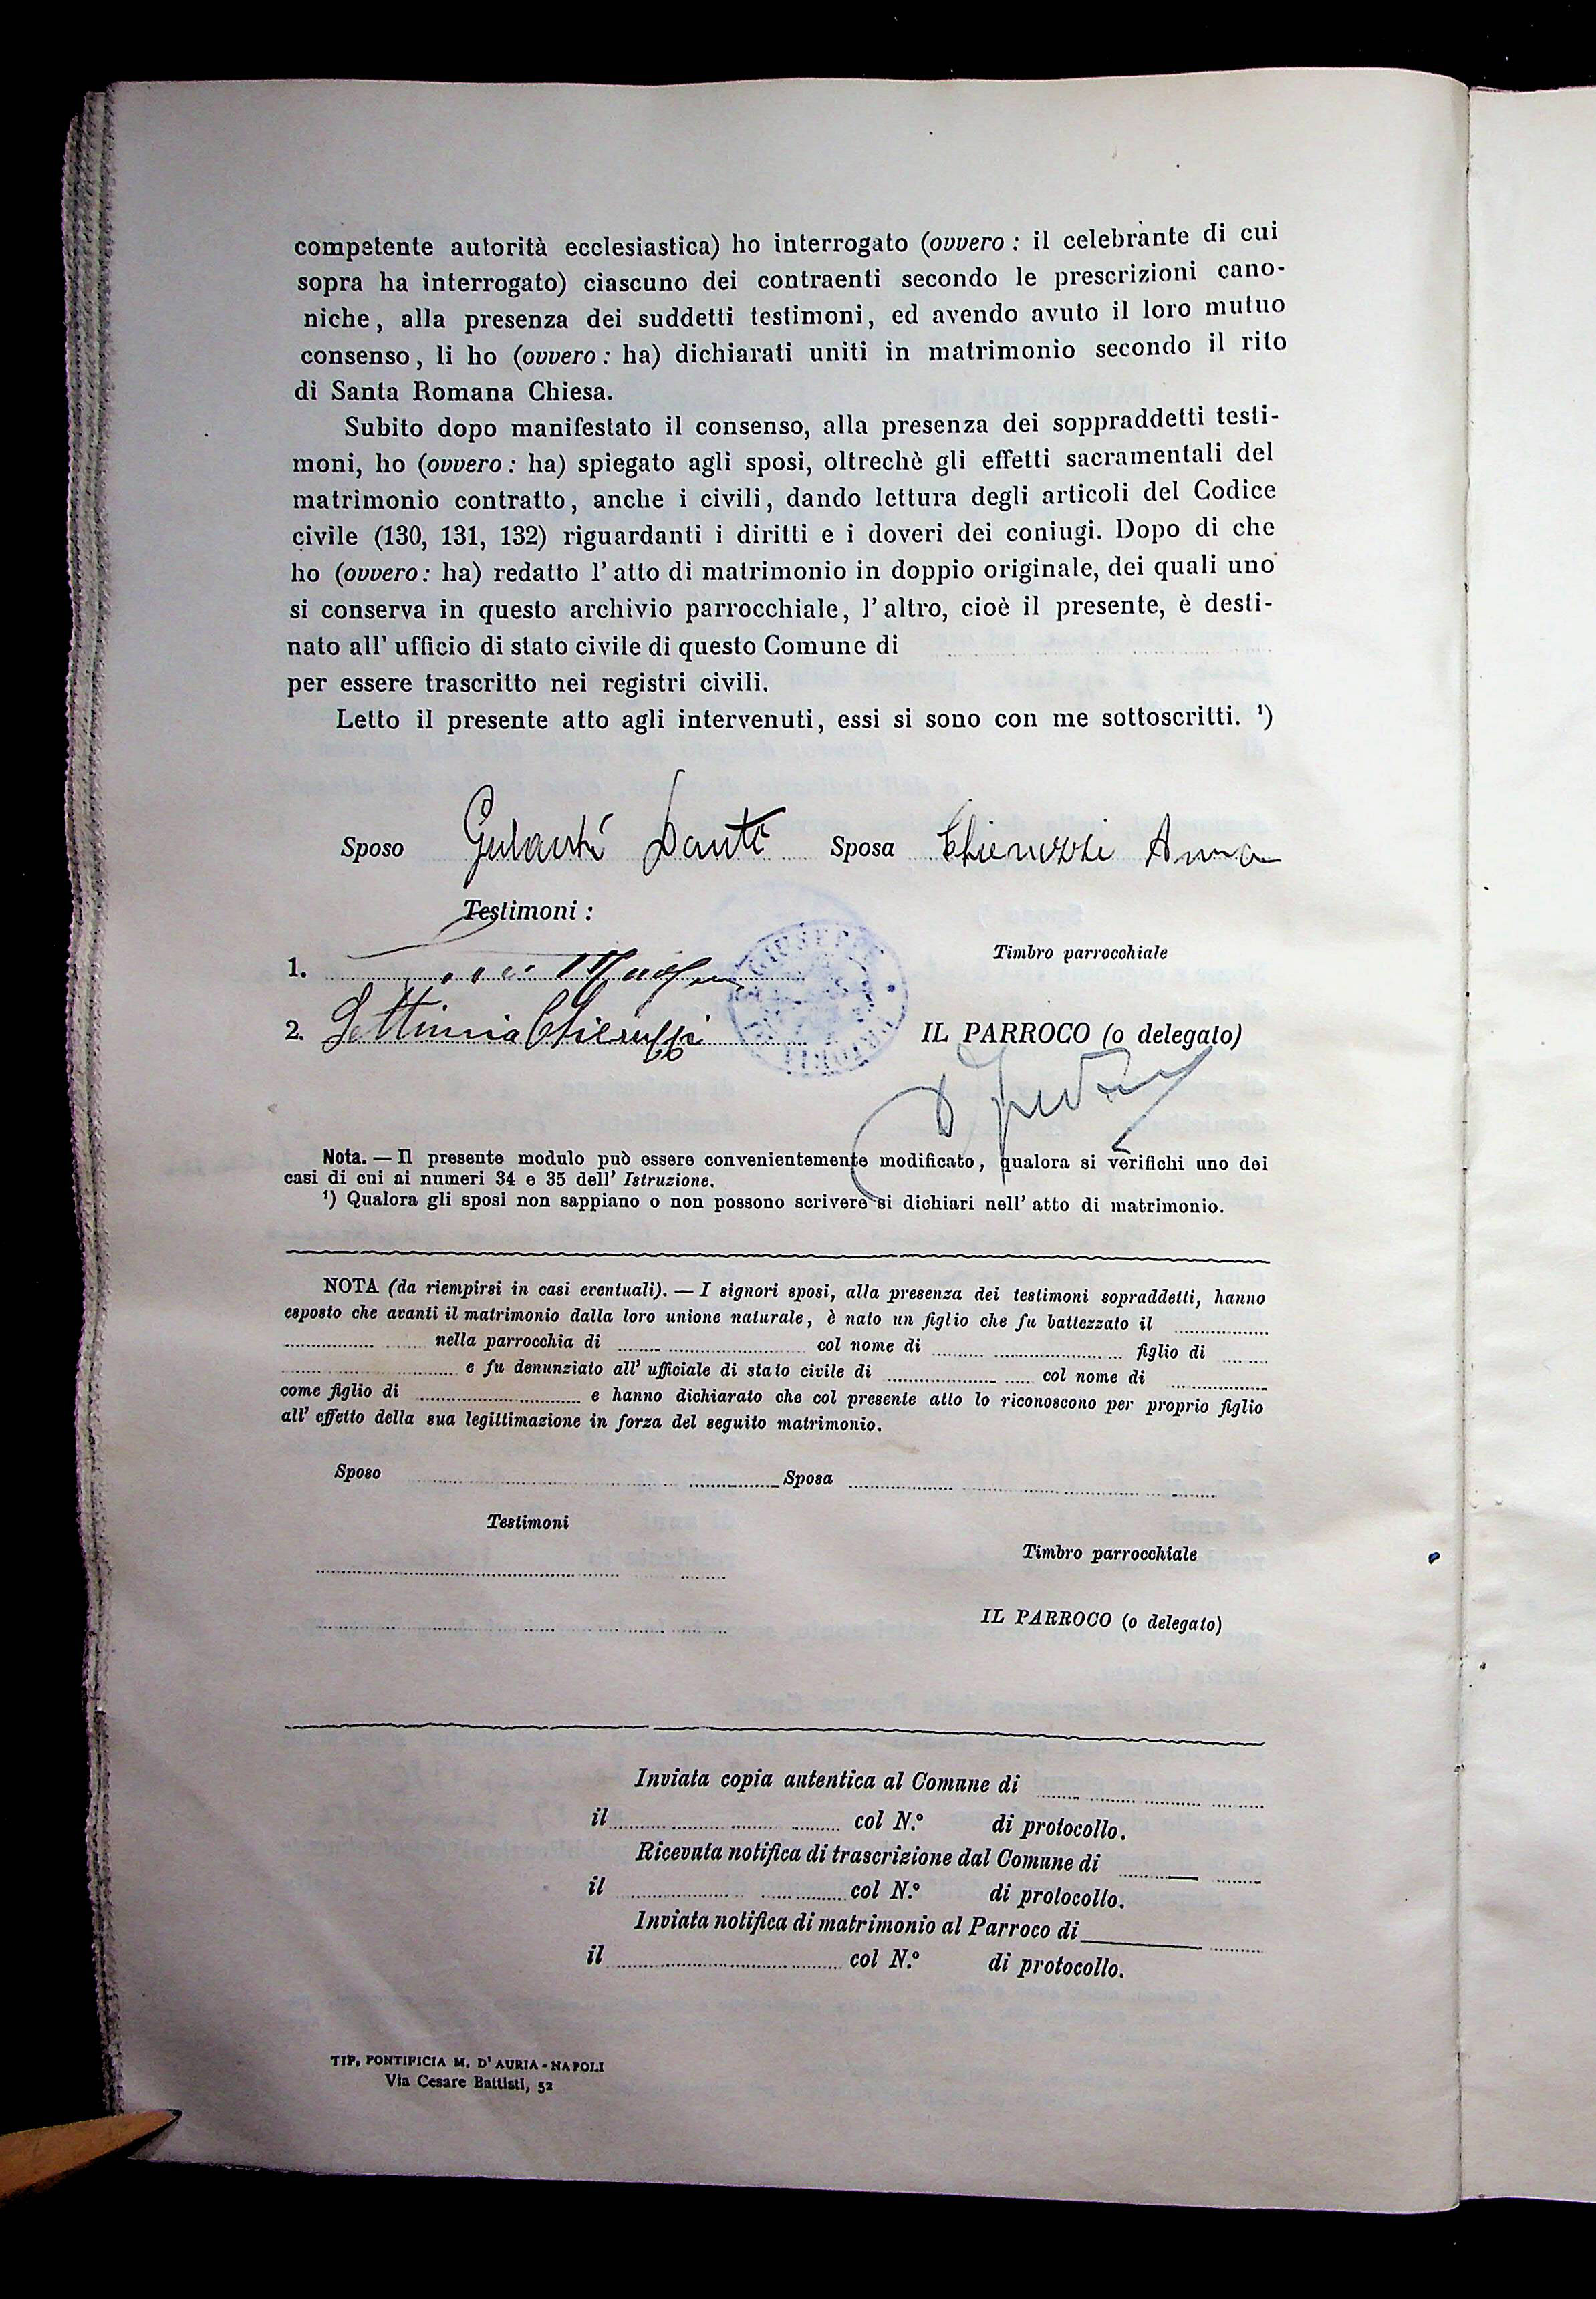 competente autorità ecclesiastica) ho interrogato (ovvero : il celebrante di cui
sopra ha interrogato) ciascuno dei contraenti secondo le prescrizioni cano-
niche, alla presenza dei suddetti testimoni, ed avendo avuto il loro mutuo
consenso, li ho (ovvero : ha) dichiarati uniti in matrimonio secondo il rito
di Santa Romana Chiesa.
Subito dopo manifestato il consenso, alla presenza dei soppraddetti testi-
moni, ho (ovvero : ha) spiegato agli sposi, oltrechè gli effetti sacramentali del
matrimonio contratto, anche i civili, dando lettura degli articoli del Codice
civile (130, 131, 132) riguardanti i diritti e i doveri dei coniugi. Dopo di che
ho (ovvero : ha) redatto l' atto di matrimonio in doppio originale, dei quali uno
si conserva in questo archivio parrocchiale, l' altro, cioè il presente, è desti-
nato all' ufficio di stato civile di questo Comune di
per essere trascritto nei registri civili.
Letto il presente atto agli intervenuti, essi si sono con me sottoscritti. ¹)
Sposo Dante Sposa Chieruzzi Anna
Testimoni :
Timbro parrocchiale
1.
2. Settimia Chieruzzi
GIUSEPPE
IL PARROCO (o delegato)
Nota. — Il presente modulo può essere convenientemente modificato, qualora si verifichi uno dei
casi di cui ai numeri 34 e 35 dell' Istruzione.
¹) Qualora gli sposi non sappiano o non possono scrivere si dichiari nell' atto di matrimonio.
NOTA (da riempirsi in casi eventuali). — I signori sposi, alla presenza dei testimoni sopraddetti, hanno
esposto che avanti il matrimonio dalla loro unione naturale, è nato un figlio che fu battezzato il
nella parrocchia di col nome di figlio di
e fu denunziato all' ufficiale di stato civile di col nome di
come figlio di e hanno dichiarato che col presente atto lo riconoscono per proprio figlio
all' effetto della sua legittimazione in forza del seguito matrimonio.
Sposo Sposa
Testimoni
Timbro parrocchiale
IL PARROCO (o delegato)
Inviata copia autentica al Comune di
il col N.º di protocollo.
Ricevuta notifica di trascrizione dal Comune di
il col N.º di protocollo.
Inviata notifica di matrimonio al Parroco di
il col N.º di protocollo.
TIP. PONTIFICIA M. D' AURIA - NAPOLI
Via Cesare Battisti, 52